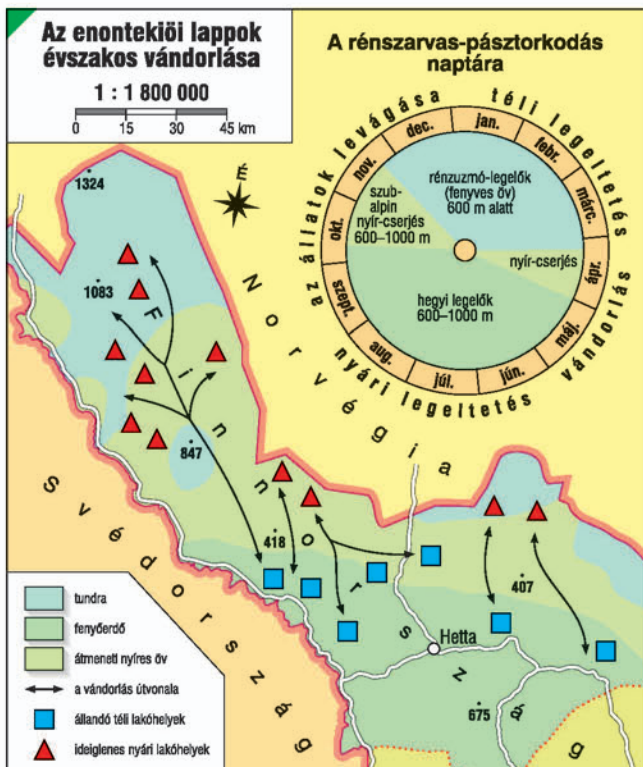 Az enontekiöi lappok
évszakos vándorlása
1 : 1 800 000
0 15 30 45 km
A rénszarvas-pásztorkodás
naptára
az állatok levágása
téli legeltetés
vándorlás
nyári legeltetés
jan.
febr.
márc.
ápr.
máj.
jún.
júl.
aug.
szept.
okt.
nov.
dec.
rénzuzmó-legelők
(fenyves öv)
600 m alatt
szub-
alpin
nyír-cserjés
600–1000 m
nyír-cserjés
hegyi legelők
600–1000 m
É
1324
1083
847
418
407
675
Norvégia
Finnország
Svédország
Hetta
tundra
fenyőerdő
átmeneti nyíres öv
a vándorlás útvonala
állandó téli lakóhelyek
ideiglenes nyári lakóhelyek